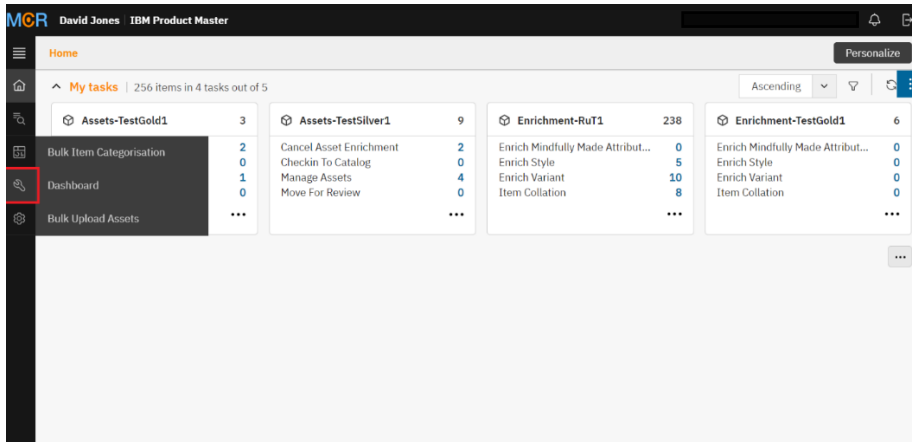 MCR David Jones IBM Product Master
Home
Personalize
My tasks | 256 items in 4 tasks out of 5
Ascending
Assets-TestGold1 3
2
0
1
0
...
Bulk Item Categorisation
Dashboard
Bulk Upload Assets
Assets-TestSilver1 9
Cancel Asset Enrichment 2
Checkin To Catalog 0
Manage Assets 4
Move For Review 0
...
Enrichment-RuT1 238
Enrich Mindfully Made Attribut... 0
Enrich Style 5
Enrich Variant 10
Item Collation 8
...
Enrichment-TestGold1 6
Enrich Mindfully Made Attribut... 0
Enrich Style 0
Enrich Variant 0
Item Collation 0
...
...